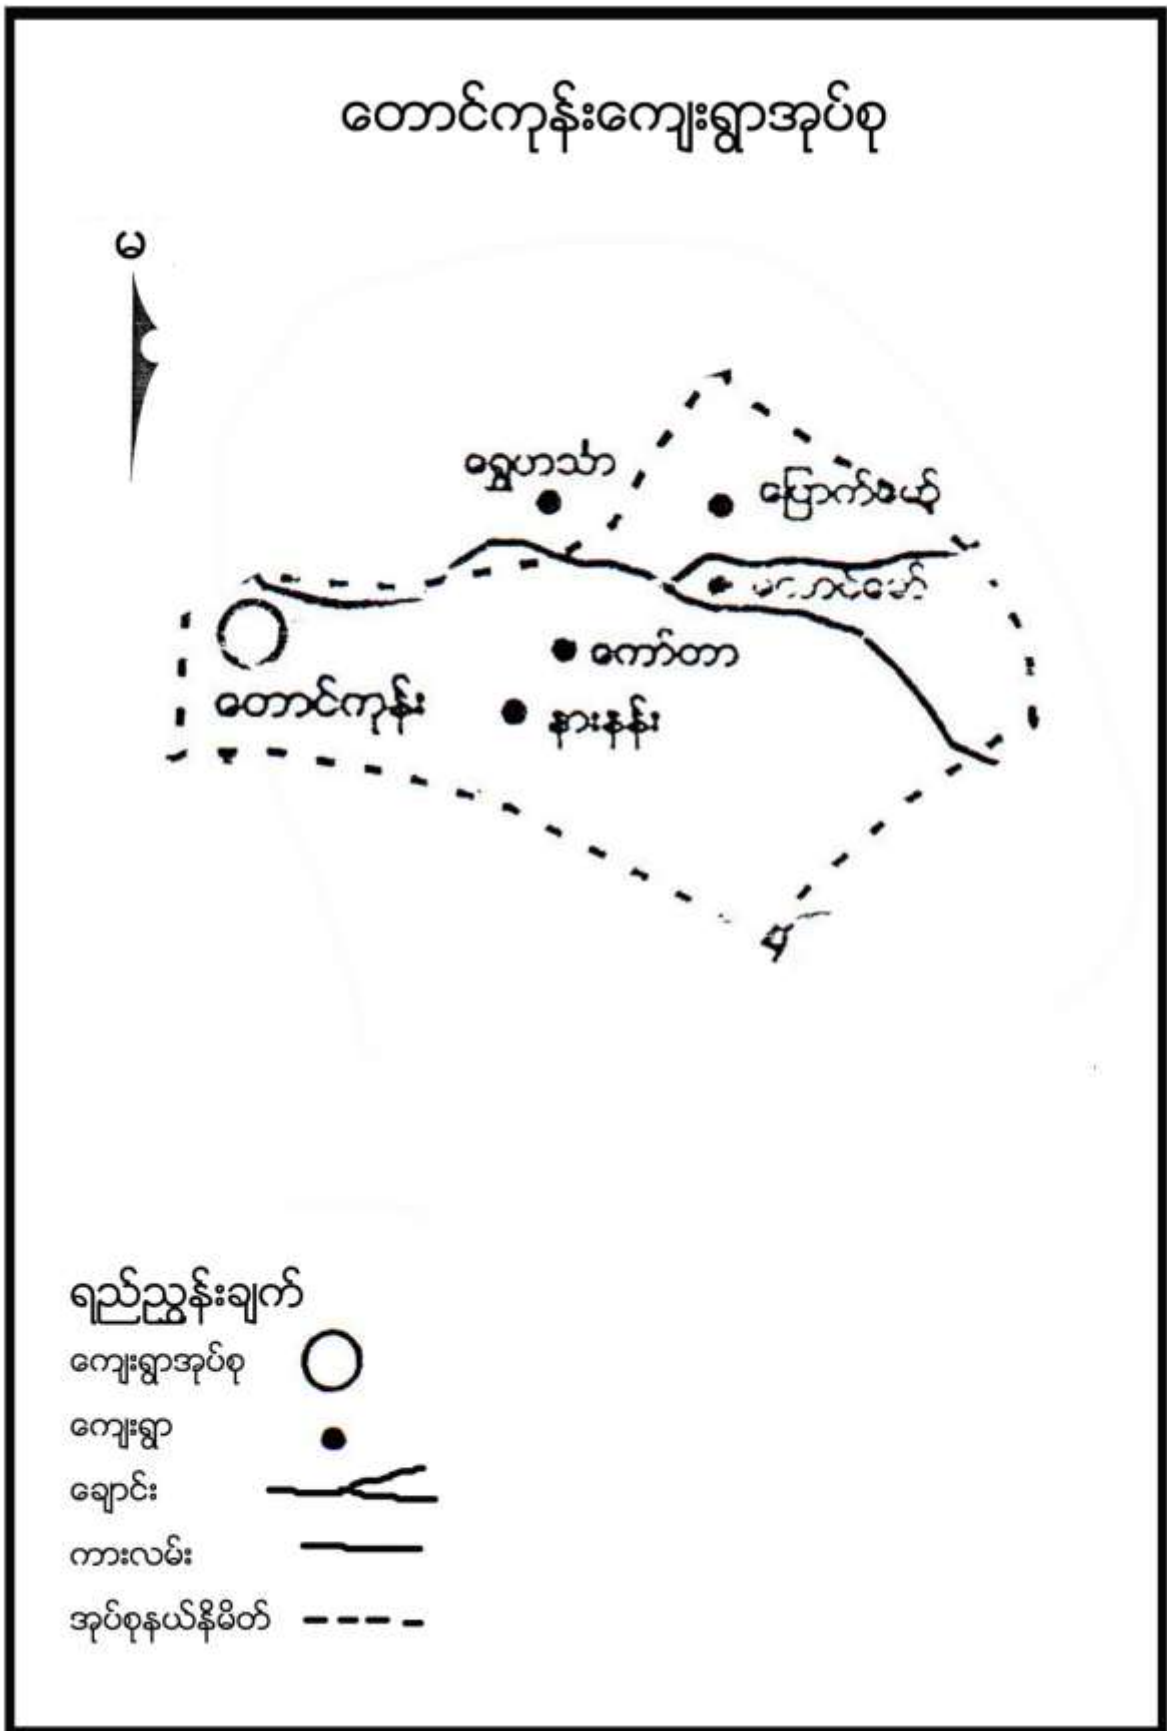 တောင်ကုန်းကျေးရွာအုပ်စု
မ
ရွှေဟင်္သာ
မြောက်ဖော့
ကော်တာ
တောင်ကုန်း
နားနန်း
ရည်ညွှန်းချက်
ကျေးရွာအုပ်စု
ကျေးရွာ
ချောင်း
ကားလမ်း
အုပ်စုနယ်နိမိတ်